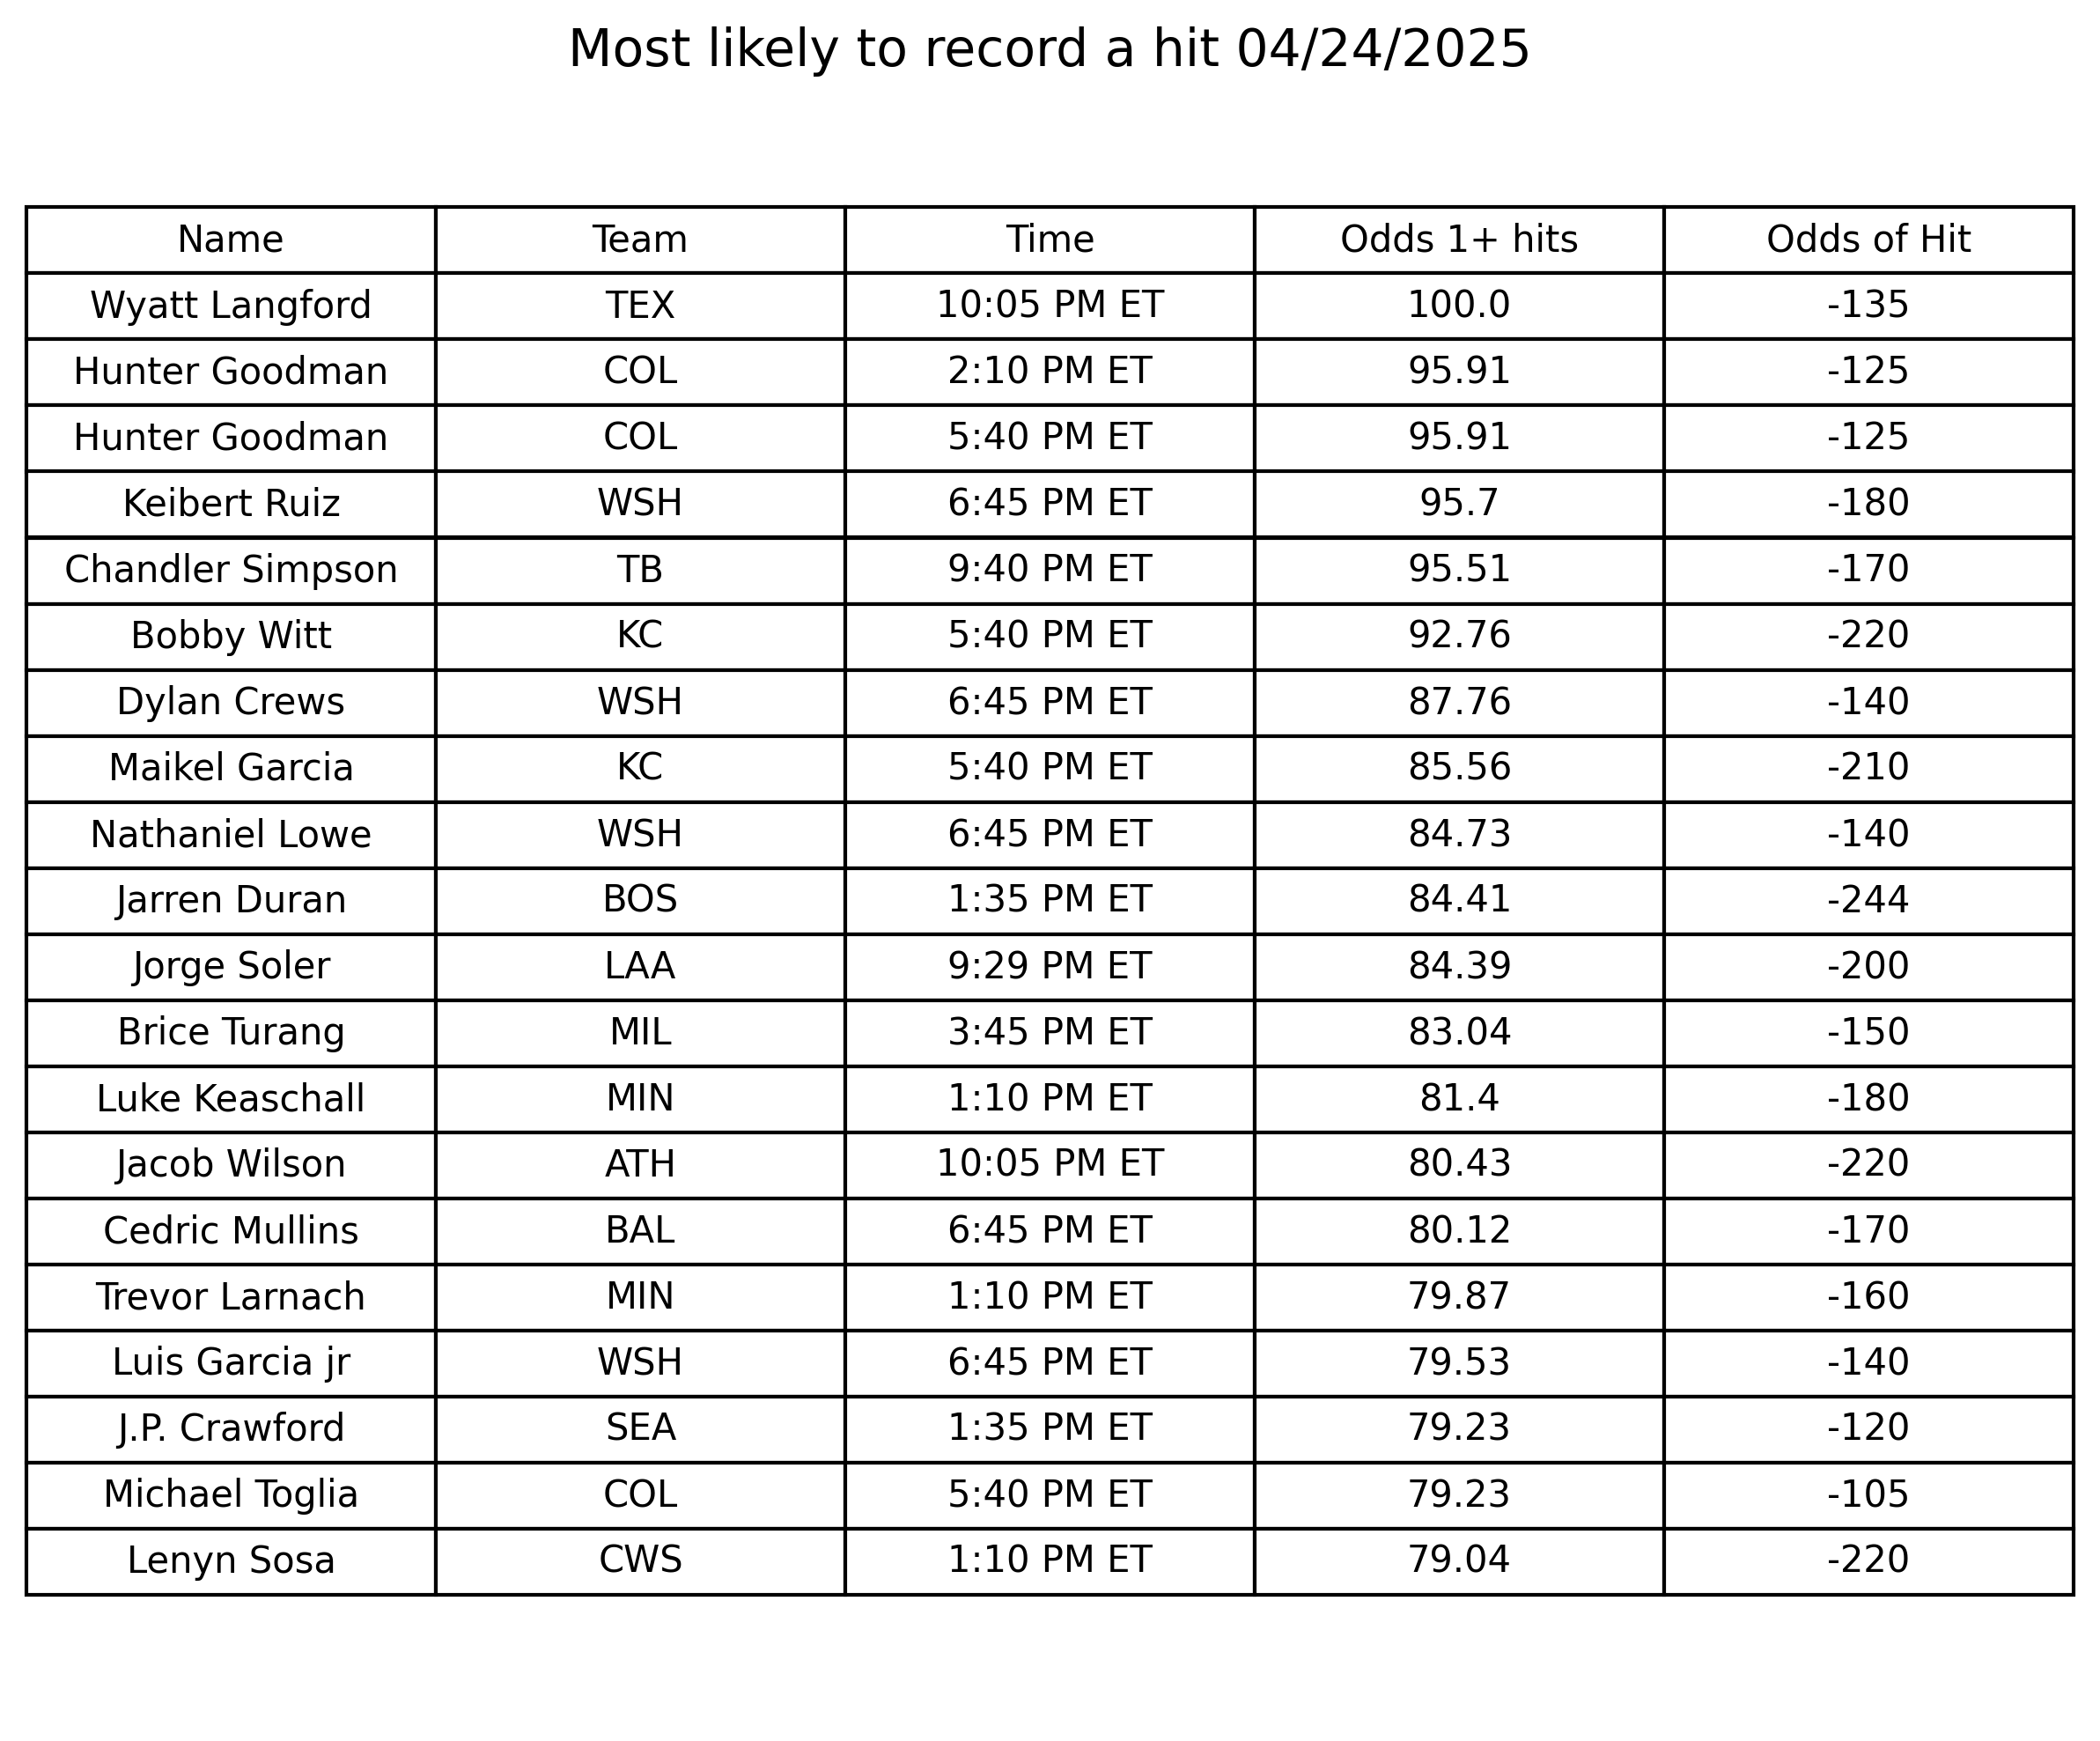 Most likely to record a hit 04/24/2025
Name Team Time Odds 1+ hits Odds of Hit
Wyatt Langford TEX 10:05 PM ET 100.0 -135
Hunter Goodman COL 2:10 PM ET 95.91 -125
Hunter Goodman COL 5:40 PM ET 95.91 -125
Keibert Ruiz WSH 6:45 PM ET 95.7 -180
Chandler Simpson TB 9:40 PM ET 95.51 -170
Bobby Witt KC 5:40 PM ET 92.76 -220
Dylan Crews WSH 6:45 PM ET 87.76 -140
Maikel Garcia KC 5:40 PM ET 85.56 -210
Nathaniel Lowe WSH 6:45 PM ET 84.73 -140
Jarren Duran BOS 1:35 PM ET 84.41 -244
Jorge Soler LAA 9:29 PM ET 84.39 -200
Brice Turang MIL 3:45 PM ET 83.04 -150
Luke Keaschall MIN 1:10 PM ET 81.4 -180
Jacob Wilson ATH 10:05 PM ET 80.43 -220
Cedric Mullins BAL 6:45 PM ET 80.12 -170
Trevor Larnach MIN 1:10 PM ET 79.87 -160
Luis Garcia jr WSH 6:45 PM ET 79.53 -140
J.P. Crawford SEA 1:35 PM ET 79.23 -120
Michael Toglia COL 5:40 PM ET 79.23 -105
Lenyn Sosa CWS 1:10 PM ET 79.04 -220